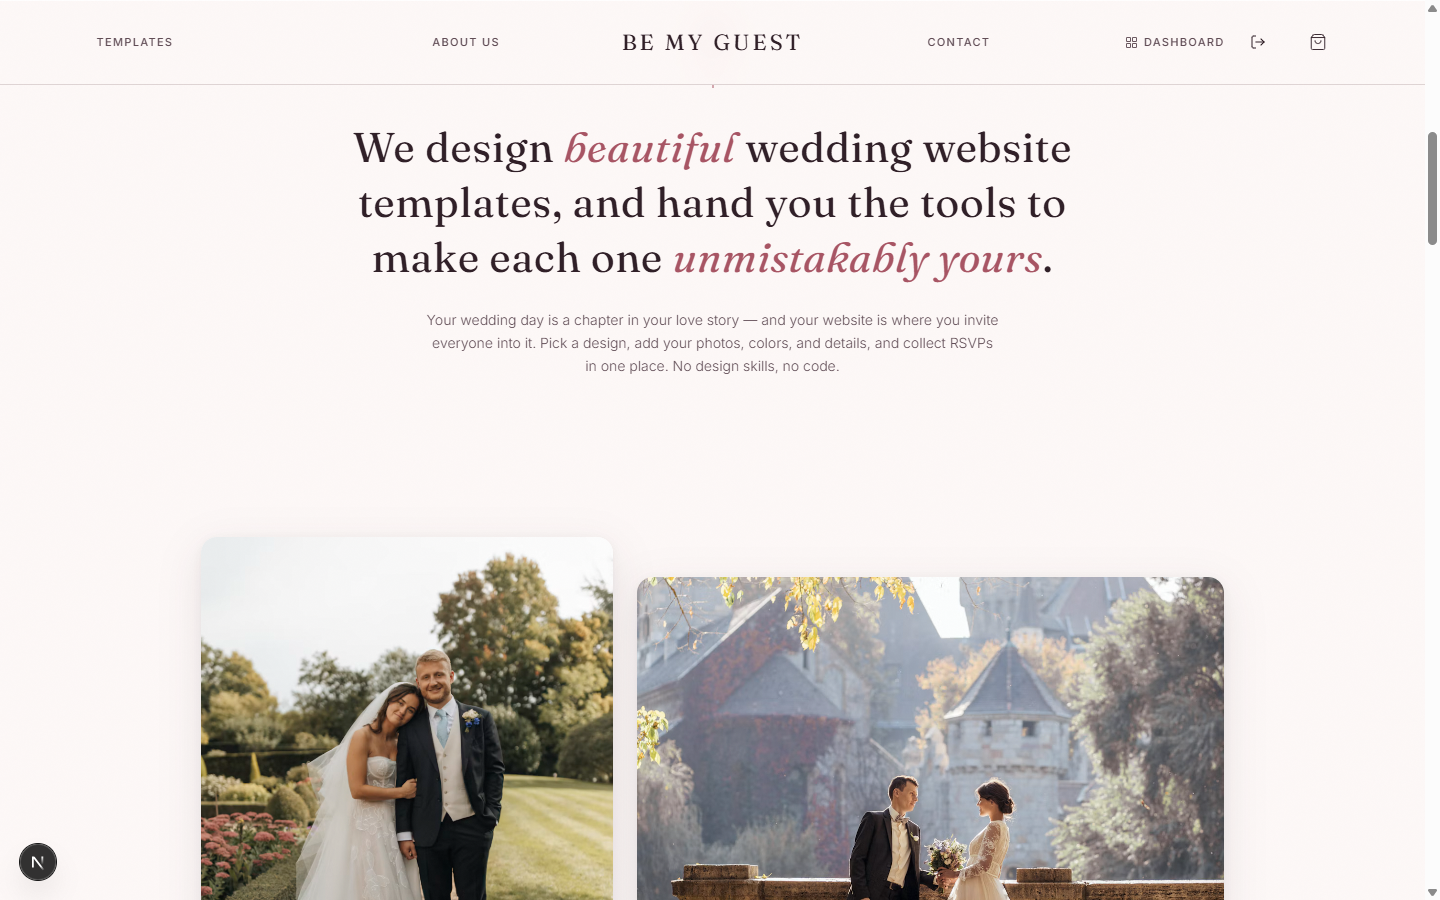 TEMPLATES
ABOUT US
BE MY GUEST
CONTACT
DASHBOARD
We design beautiful wedding website
templates, and hand you the tools to
make each one unmistakably yours.
Your wedding day is a chapter in your love story — and your website is where you invite
everyone into it. Pick a design, add your photos, colors, and details, and collect RSVPs
in one place. No design skills, no code.
N